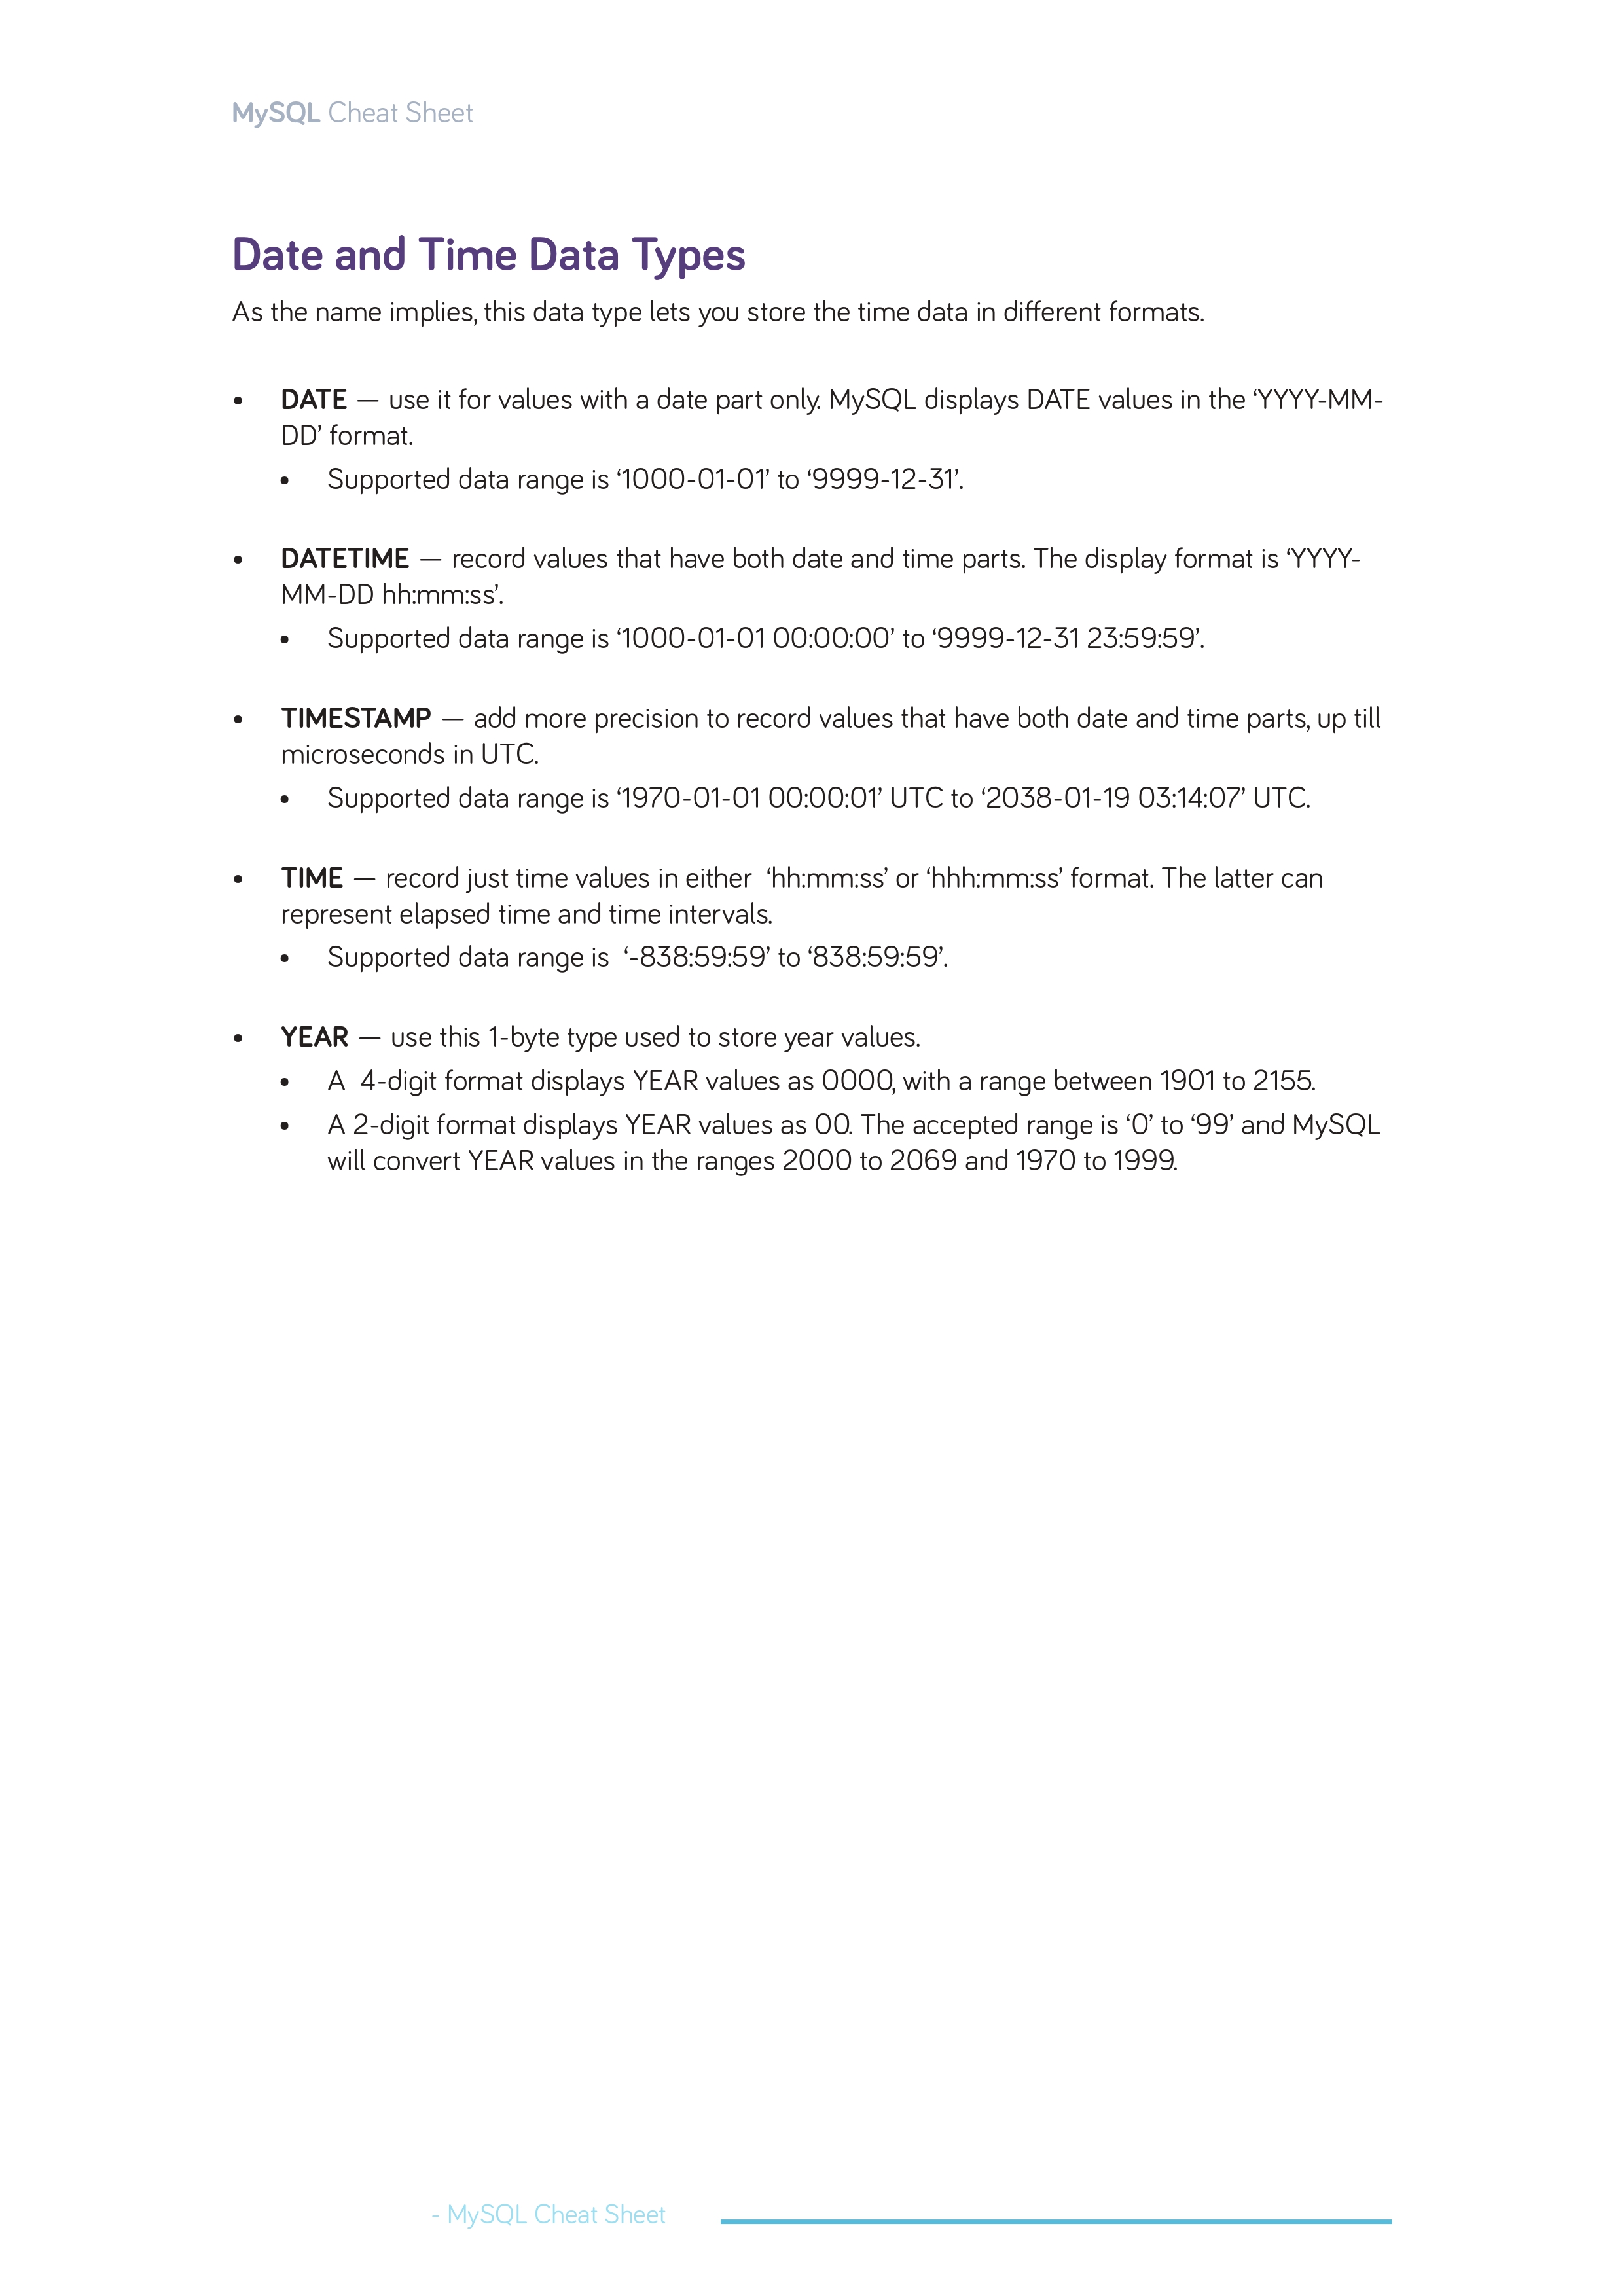 MySQL Cheat Sheet
Date and Time Data Types
As the name implies, this data type lets you store the time data in different formats.
• DATE — use it for values with a date part only. MySQL displays DATE values in the ‘YYYY-MM-
DD’ format.
• Supported data range is ‘1000-01-01’ to ‘9999-12-31’.
• DATETIME — record values that have both date and time parts. The display format is ‘YYYY-
MM-DD hh:mm:ss’.
• Supported data range is ‘1000-01-01 00:00:00’ to ‘9999-12-31 23:59:59’.
• TIMESTAMP — add more precision to record values that have both date and time parts, up till
microseconds in UTC.
• Supported data range is ‘1970-01-01 00:00:01’ UTC to ‘2038-01-19 03:14:07’ UTC.
• TIME — record just time values in either  ‘hh:mm:ss’ or ‘hhh:mm:ss’ format. The latter can
represent elapsed time and time intervals.
• Supported data range is  ‘-838:59:59’ to ‘838:59:59’.
• YEAR — use this 1-byte type used to store year values.
• A  4-digit format displays YEAR values as 0000, with a range between 1901 to 2155.
• A 2-digit format displays YEAR values as 00. The accepted range is ‘0’ to ‘99’ and MySQL
will convert YEAR values in the ranges 2000 to 2069 and 1970 to 1999.
- MySQL Cheat Sheet